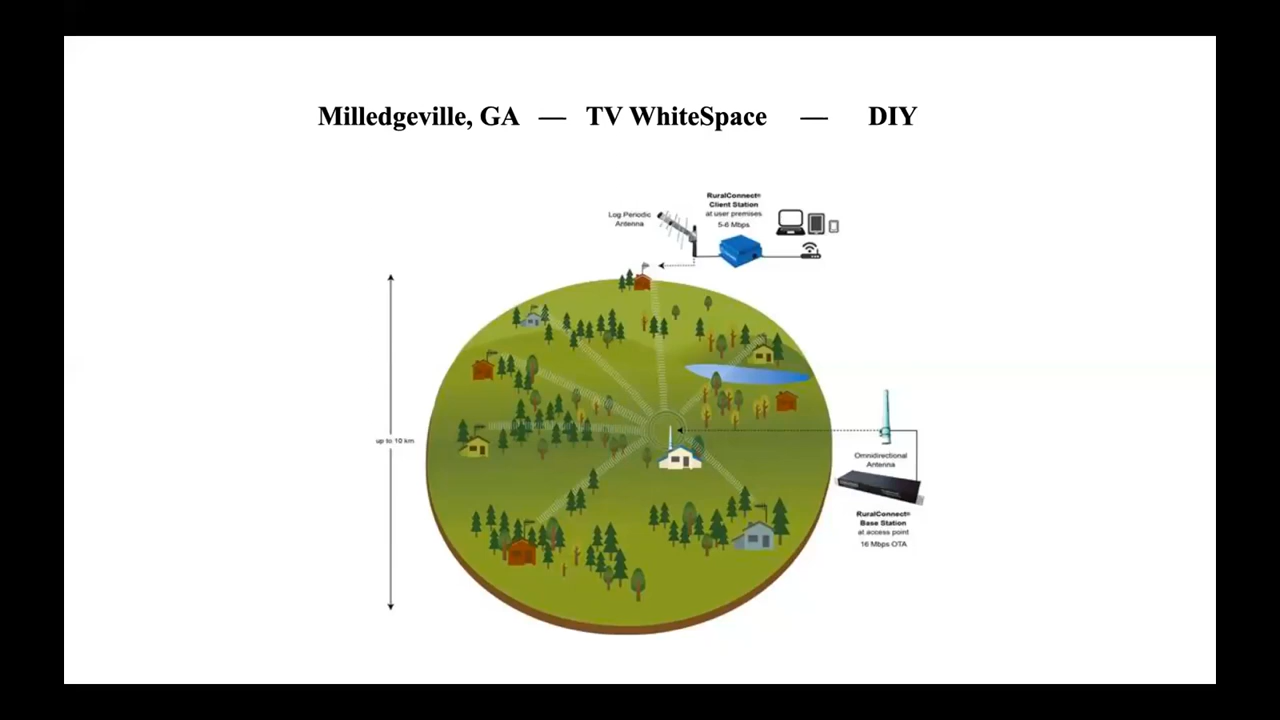 Milledgeville, GA — TV WhiteSpace — DIY
RuralConnect®
Client Station
at user premises
5-6 Mbps
Log Periodic
Antenna
up to 10 km
Omnidirectional
Antenna
RuralConnect®
Base Station
at access point
16 Mbps OTA